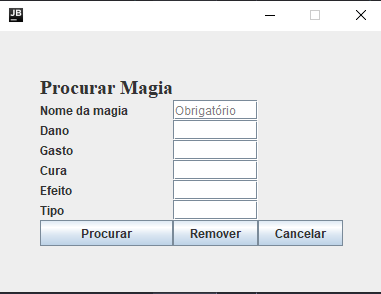 JB
Procurar Magia
Nome da magia Obrigatório
Dano
Gasto
Cura
Efeito
Tipo
Procurar Remover Cancelar